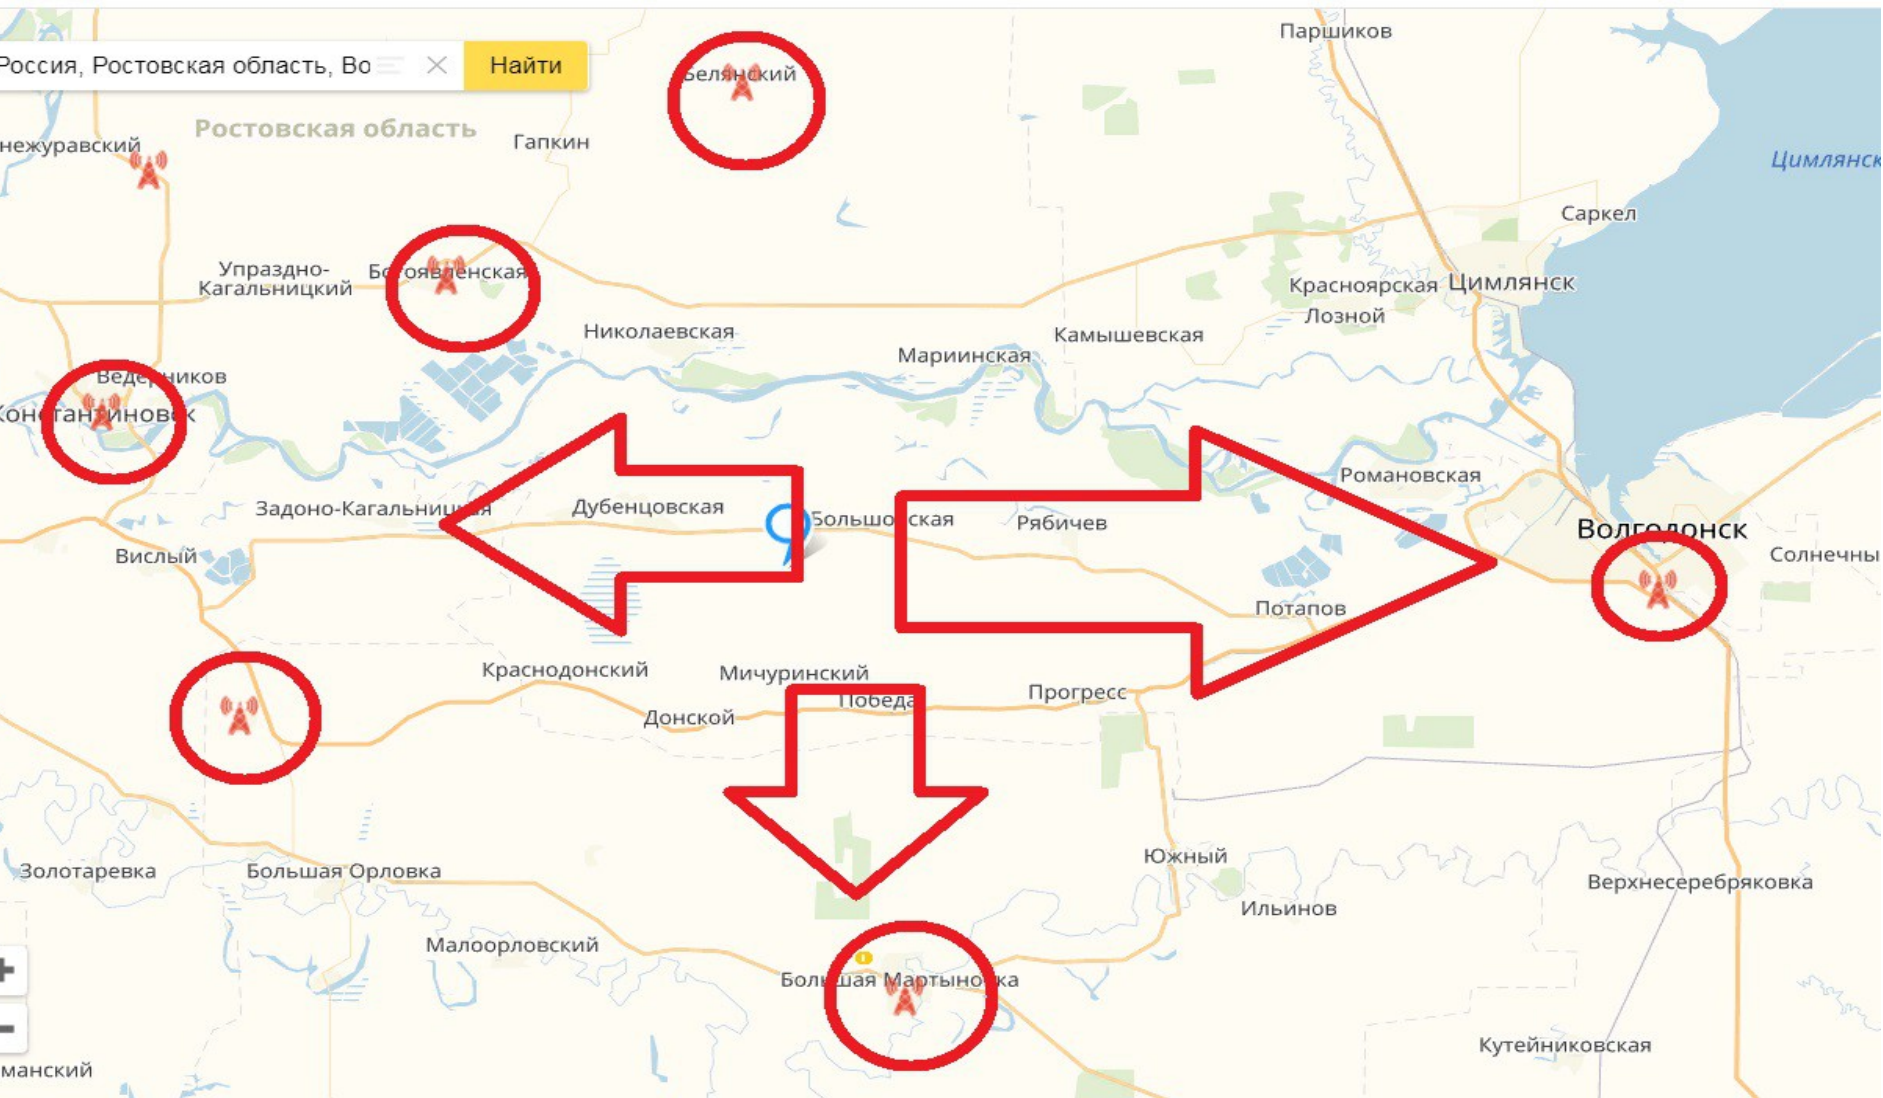 Паршиков
Россия, Ростовская область, Во
Найти
Белянский
Ростовская область
Гапкин
нежуравский
Цимлянск
Саркел
Упраздно-
Кагальницкий
Богоявленская
Красноярская
Цимлянск
Лозной
Николаевская
Камышевская
Мариинская
Ведерников
Константиновск
Романовская
Задоно-Кагальницкая
Дубенцовская
Большовская
Рябичев
Волгодонск
Солнечны
Вислый
Потапов
Краснодонский
Мичуринский
Прогресс
Победа
Донской
Южный
Золотаревка
Большая Орловка
Верхнесеребряковка
Ильинов
Малоорловский
Большая Мартыновка
Кутейниковская
манский